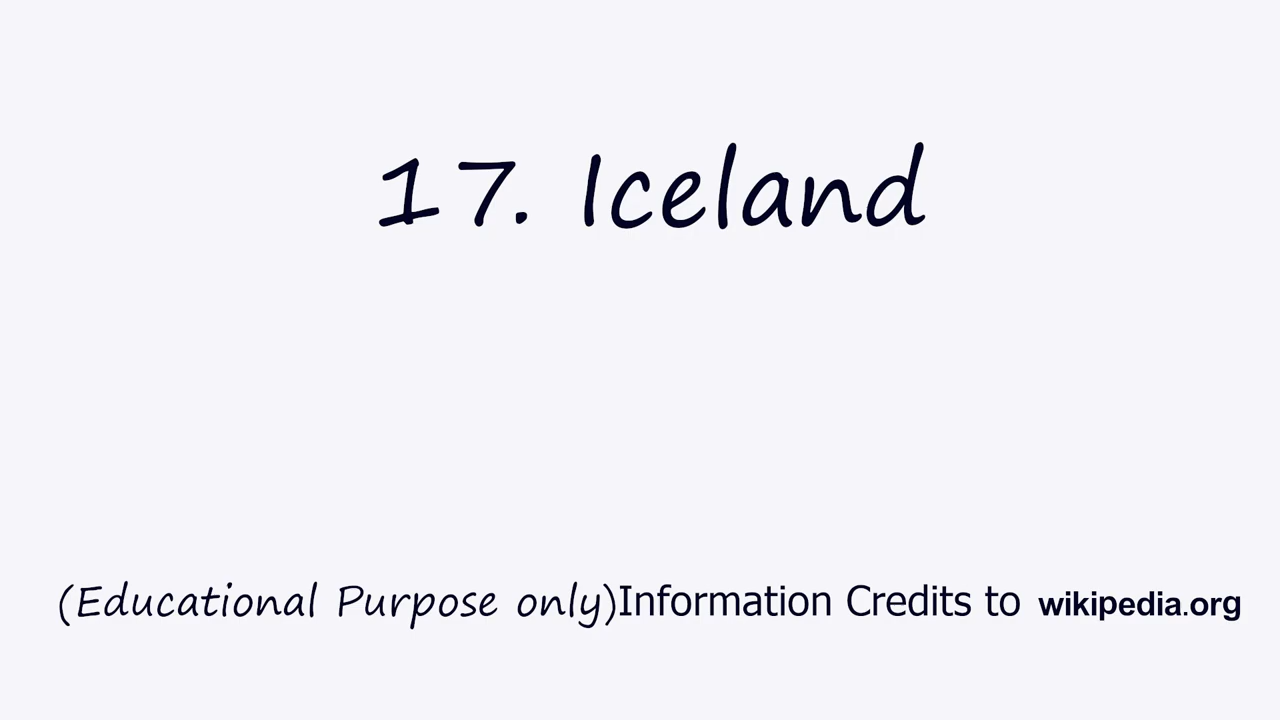 17. Iceland
(Educational Purpose only)Information Credits to wikipedia.org